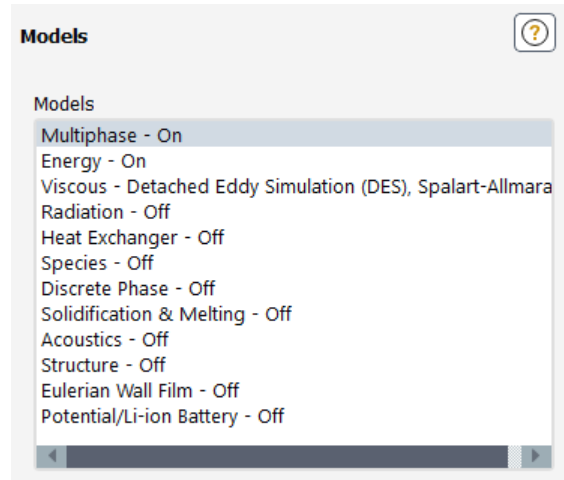 Models
?
Models
Multiphase - On
Energy - On
Viscous - Detached Eddy Simulation (DES), Spalart-Allmara
Radiation - Off
Heat Exchanger - Off
Species - Off
Discrete Phase - Off
Solidification & Melting - Off
Acoustics - Off
Structure - Off
Eulerian Wall Film - Off
Potential/Li-ion Battery - Off